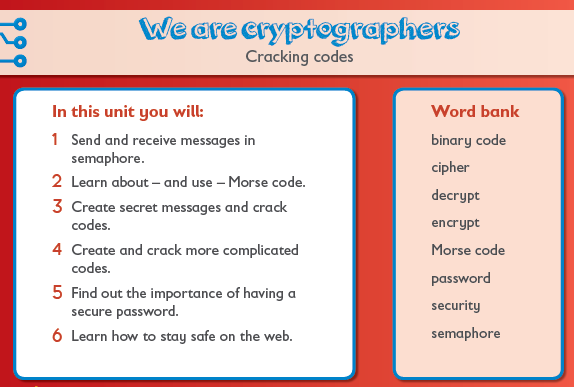 We are cryptographers
Cracking codes
In this unit you will:
1 Send and receive messages in
semaphore.
2 Learn about – and use – Morse code.
3 Create secret messages and crack
codes.
4 Create and crack more complicated
codes.
5 Find out the importance of having a
secure password.
6 Learn how to stay safe on the web.
Word bank
binary code
cipher
decrypt
encrypt
Morse code
password
security
semaphore